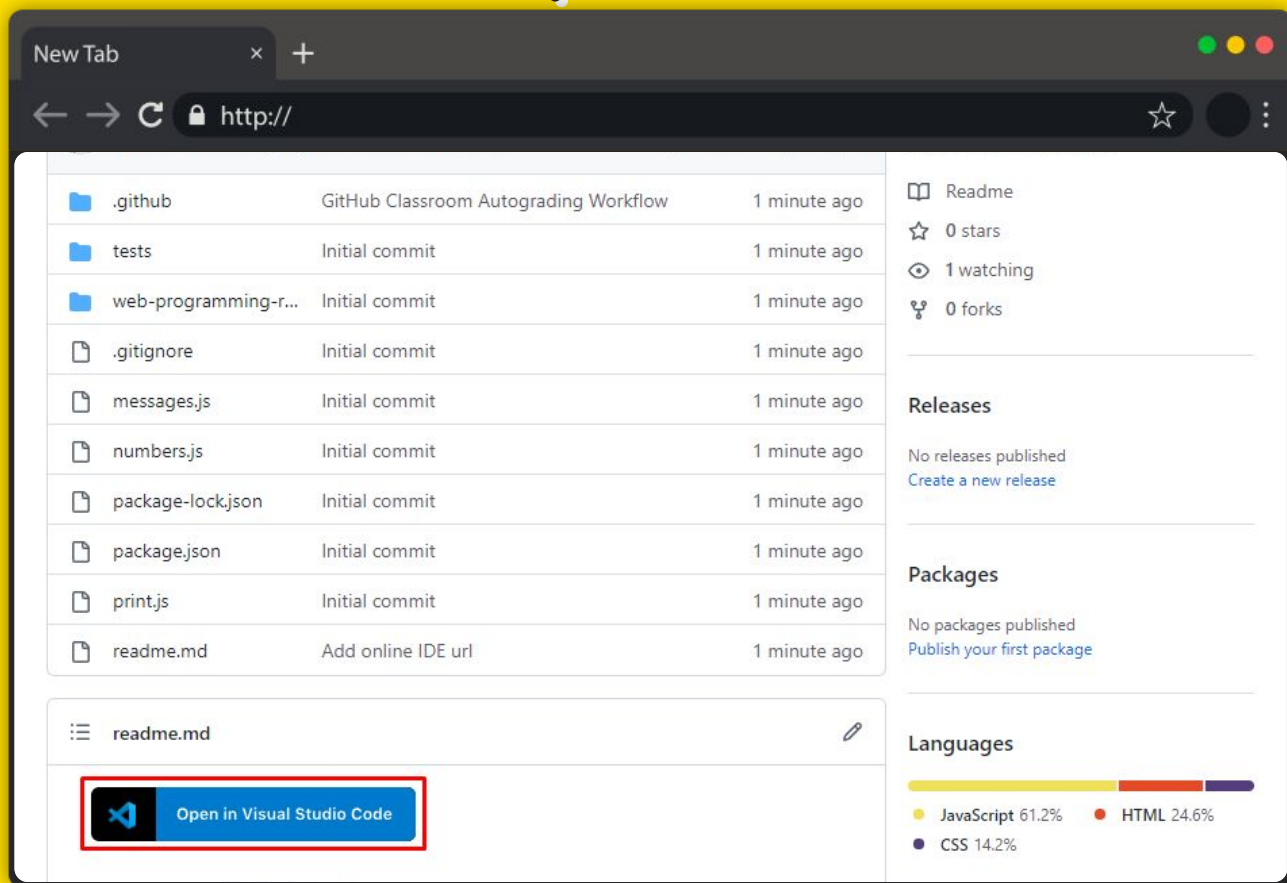 New Tab × +
http://
.github GitHub Classroom Autograding Workflow 1 minute ago
tests Initial commit 1 minute ago
web-programming-r... Initial commit 1 minute ago
.gitignore Initial commit 1 minute ago
messages.js Initial commit 1 minute ago
numbers.js Initial commit 1 minute ago
package-lock.json Initial commit 1 minute ago
package.json Initial commit 1 minute ago
print.js Initial commit 1 minute ago
readme.md Add online IDE url 1 minute ago
readme.md
Open in Visual Studio Code
Readme
0 stars
1 watching
0 forks
Releases
No releases published
Create a new release
Packages
No packages published
Publish your first package
Languages
JavaScript 61.2% HTML 24.6%
CSS 14.2%